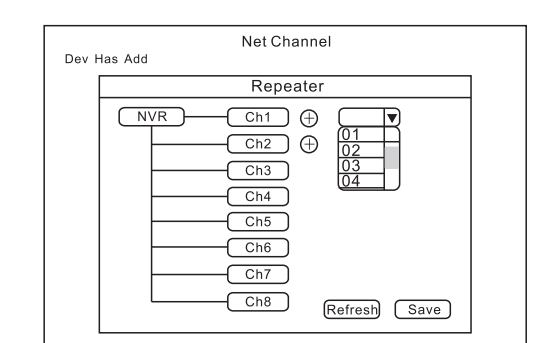 Net Channel
Dev Has Add
Repeater
NVR
Ch1
Ch2
Ch3
Ch4
Ch5
Ch6
Ch7
Ch8
01
02
03
04
Refresh
Save